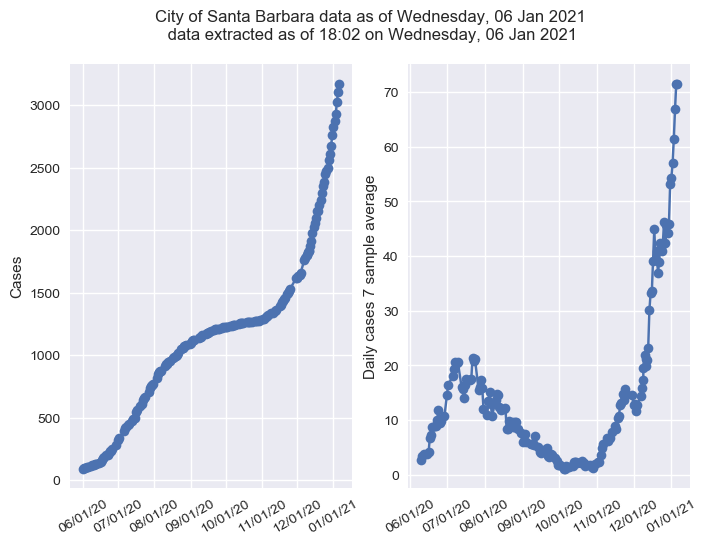 City of Santa Barbara data as of Wednesday, 06 Jan 2021
data extracted as of 18:02 on Wednesday, 06 Jan 2021
Cases
3000
2500
2000
1500
1000
500
0
06/01/20 07/01/20 08/01/20 09/01/20 10/01/20 11/01/20 12/01/20 01/01/21
Daily cases 7 sample average
70
60
50
40
30
20
10
0
06/01/20 07/01/20 08/01/20 09/01/20 10/01/20 11/01/20 12/01/20 01/01/21